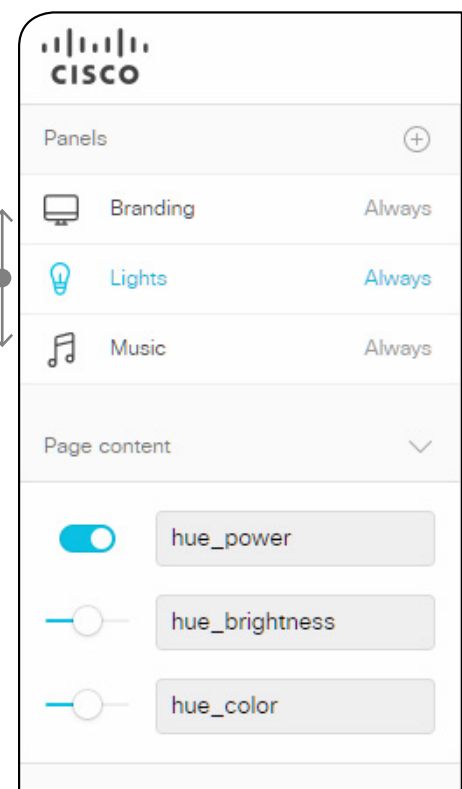 CISCO
Panels
Branding Always
Lights Always
Music Always
Page content
hue_power
hue_brightness
hue_color